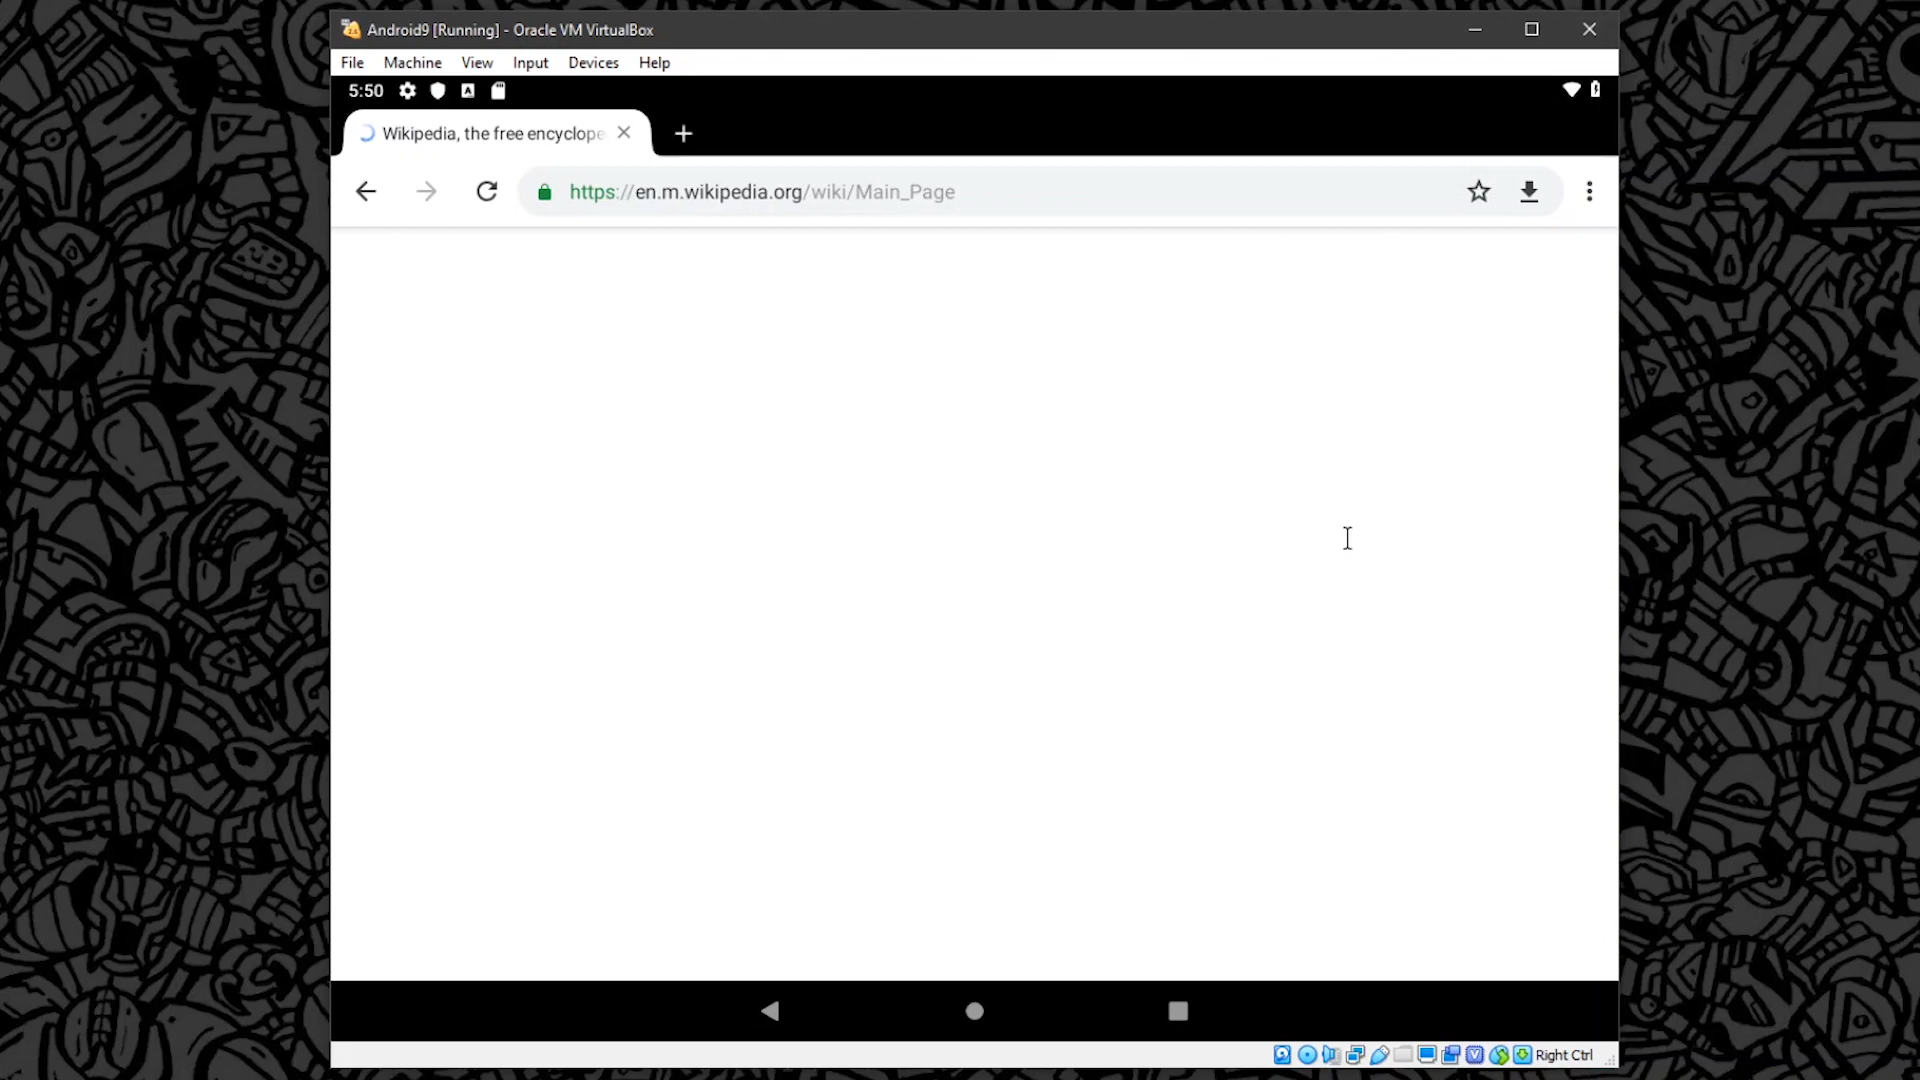 Android9 [Running] - Oracle VM VirtualBox
File Machine View Input Devices Help
5:50
Wikipedia, the free encyclope
https://en.m.wikipedia.org/wiki/Main_Page
Right Ctrl